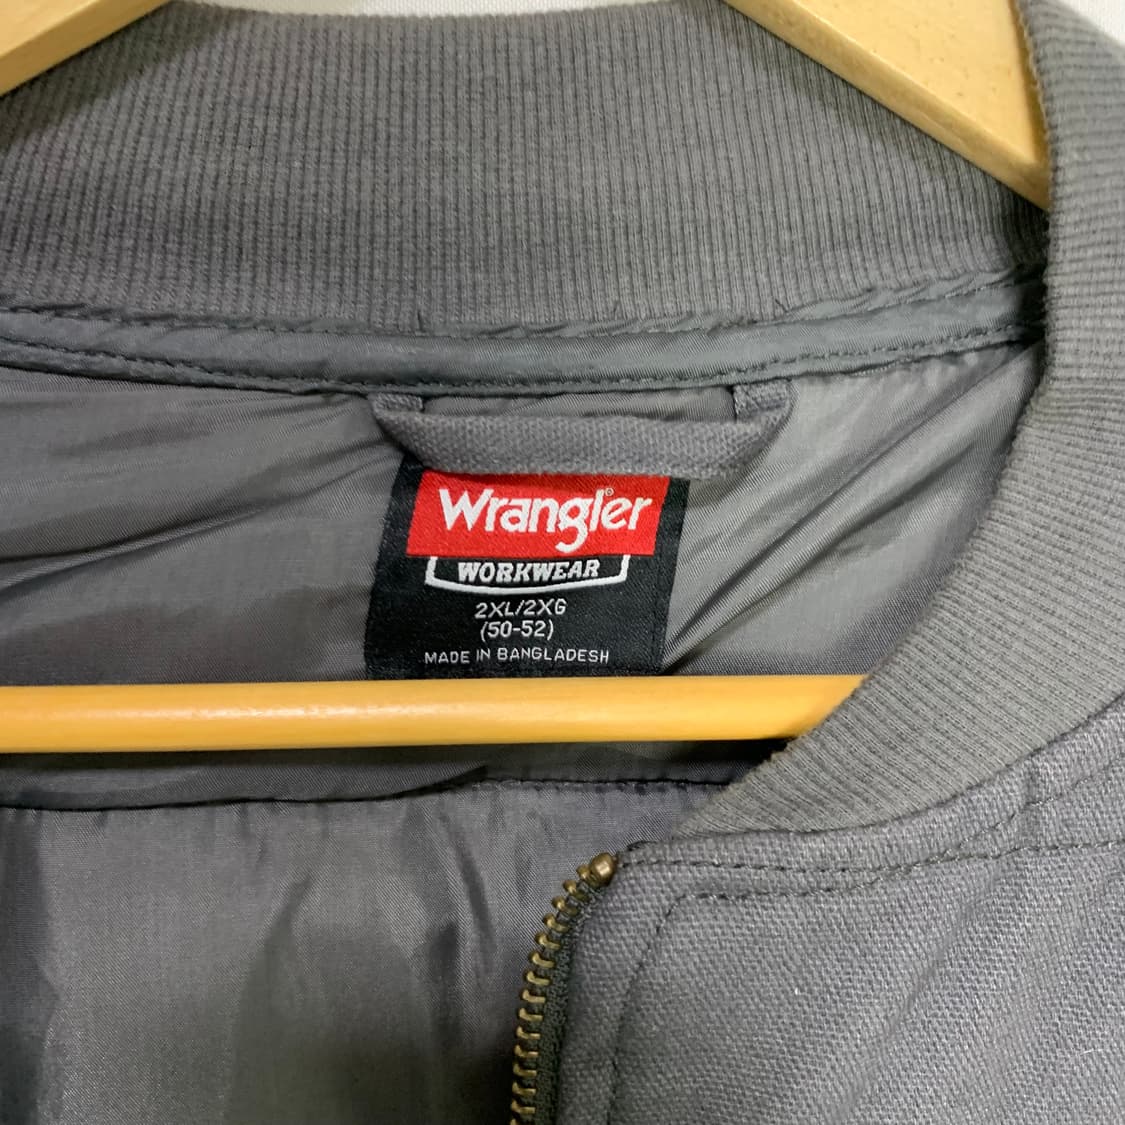 Wrangler®
WORKWEAR
2XL/2XG
(50-52)
MADE IN BANGLADESH